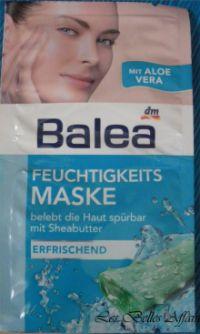 MIT ALOE
VERA
dm
Balea
FEUCHTIGKEITS
MASKE
belebt die Haut spürbar
mit Sheabutter
ERFRISCHEND
Les Belles Affaires